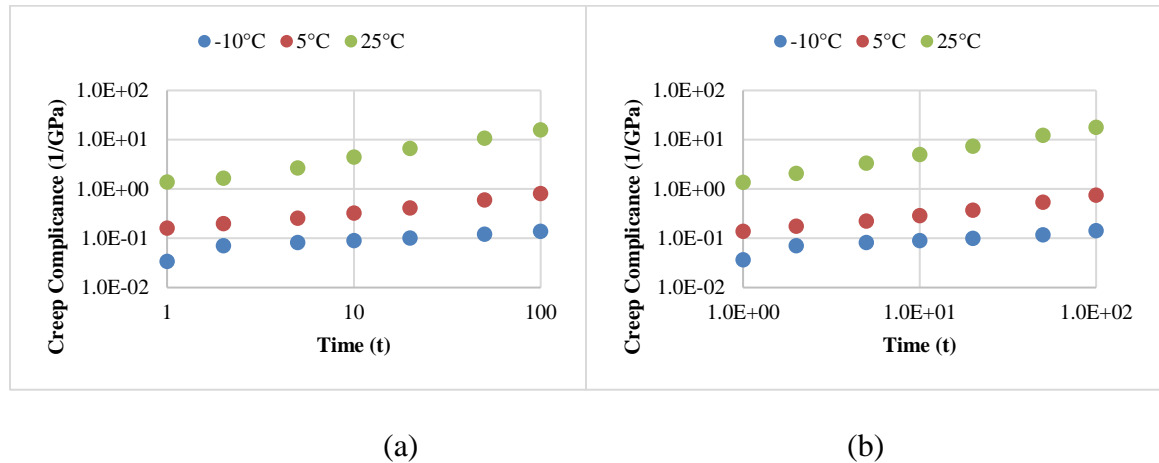 -10°C 5°C 25°C
1.0E+02
1.0E+01
1.0E+00
1.0E-01
1.0E-02
Creep Complicance (1/GPa)
1 10 100
Time (t)
-10°C 5°C 25°C
1.0E+02
1.0E+01
1.0E+00
1.0E-01
1.0E-02
Creep Complicance (1/GPa)
1.0E+00 1.0E+01 1.0E+02
Time (t)
(a) (b)